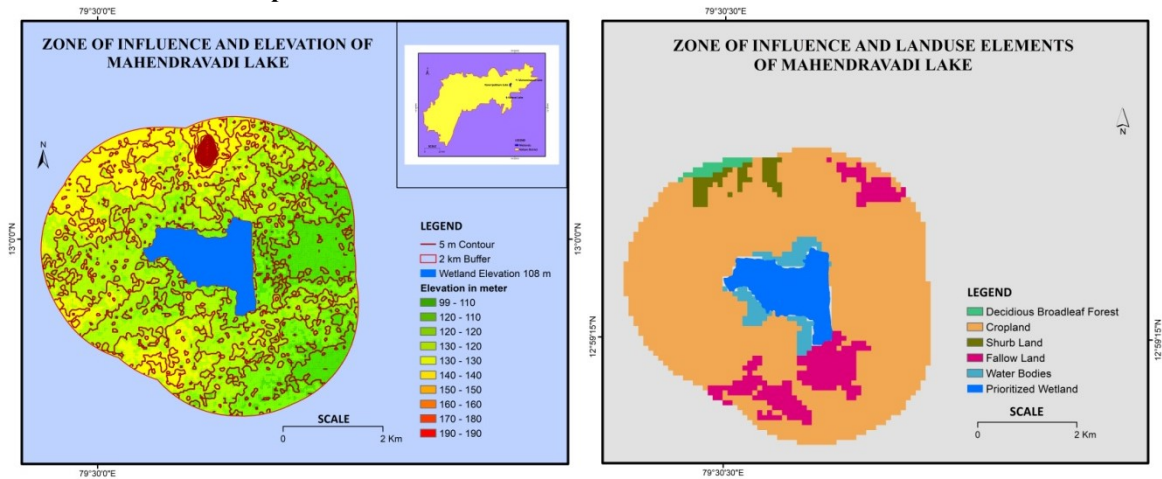 79°30'0"E
ZONE OF INFLUENCE AND ELEVATION OF
MAHENDRAVADI LAKE
N
13°0'0"N
LEGEND
5 m Contour
2 km Buffer
Wetland Elevation 108 m
Elevation in meter
99 - 110
120 - 110
120 - 120
130 - 120
130 - 130
140 - 140
150 - 150
160 - 160
170 - 180
190 - 190
SCALE
0 2 Km
79°30'0"E
79°30'30"E
ZONE OF INFLUENCE AND LANDUSE ELEMENTS
OF MAHENDRAVADI LAKE
N
13°0'0"N
13°0'0"N
12°59'15"N
12°59'15"N
LEGEND
Decidious Broadleaf Forest
Cropland
Shurb Land
Fallow Land
Water Bodies
Prioritized Wetland
SCALE
0 2 Km
79°30'30"E